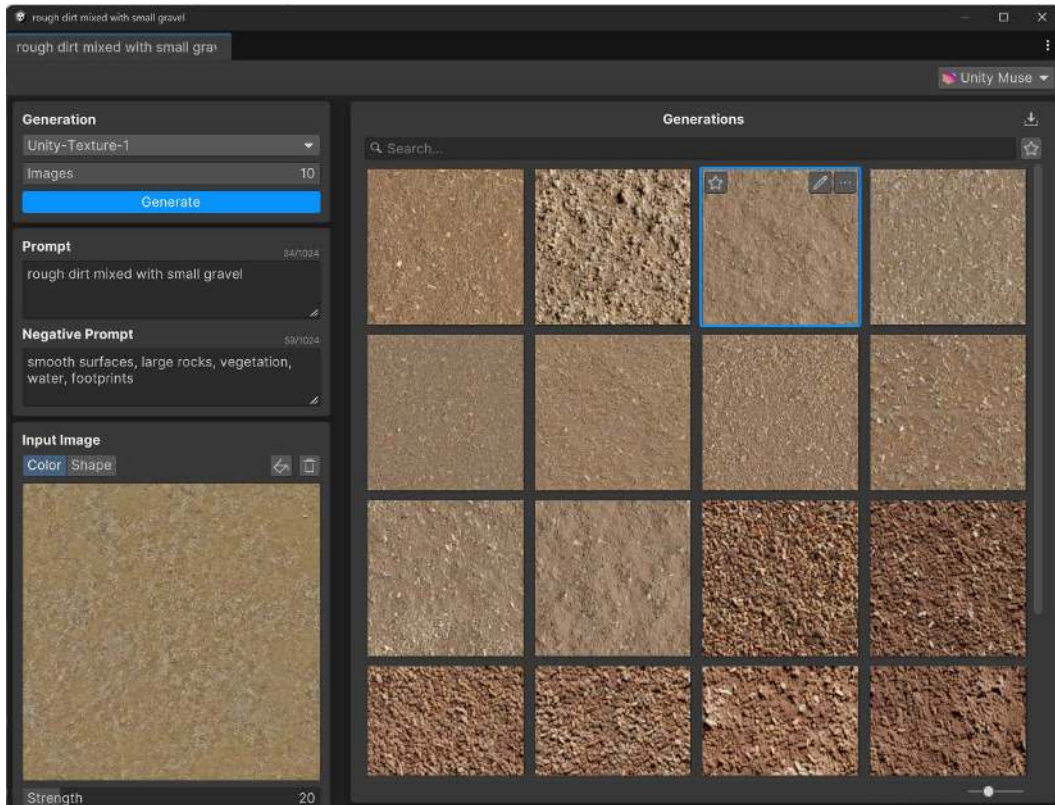 rough dirt mixed with small gravel
rough dirt mixed with small gra
Unity Muse
Generation
Unity-Texture-1
Images 10
Generate
Prompt
34/1024
rough dirt mixed with small gravel
Negative Prompt
59/1024
smooth surfaces, large rocks, vegetation,
water, footprints
Input Image
Color Shape
Strength 20
Generations
Search...